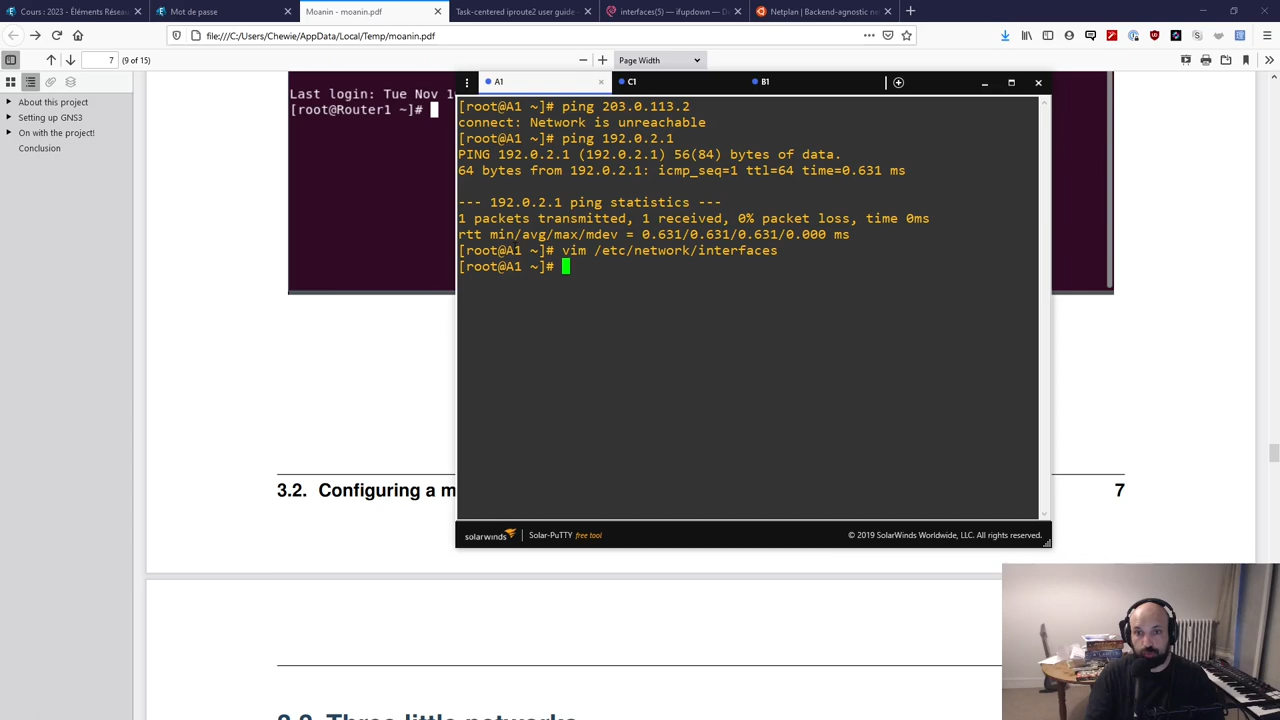 Cours : 2023 - Éléments Résea
Mot de passe
Moanin - moanin.pdf
Task-centered iproute2 user guide
interfaces(5) — ifupdown — D
Netplan | Backend-agnostic ne
file:///C:/Users/Chewie/AppData/Local/Temp/moanin.pdf
7 (9 of 15)
Page Width
About this project
Setting up GNS3
On with the project!
Conclusion
Last login: Tue Nov 1
[root@Router1 ~]#
A1
C1
B1
[root@A1 ~]# ping 203.0.113.2
connect: Network is unreachable
[root@A1 ~]# ping 192.0.2.1
PING 192.0.2.1 (192.0.2.1) 56(84) bytes of data.
64 bytes from 192.0.2.1: icmp_seq=1 ttl=64 time=0.631 ms
--- 192.0.2.1 ping statistics ---
1 packets transmitted, 1 received, 0% packet loss, time 0ms
rtt min/avg/max/mdev = 0.631/0.631/0.631/0.000 ms
[root@A1 ~]# vim /etc/network/interfaces
[root@A1 ~]#
solarwinds
Solar-PuTTY free tool
© 2019 SolarWinds Worldwide, LLC. All rights reserved.
3.2. Configuring a m
7
3.3. Three little networks